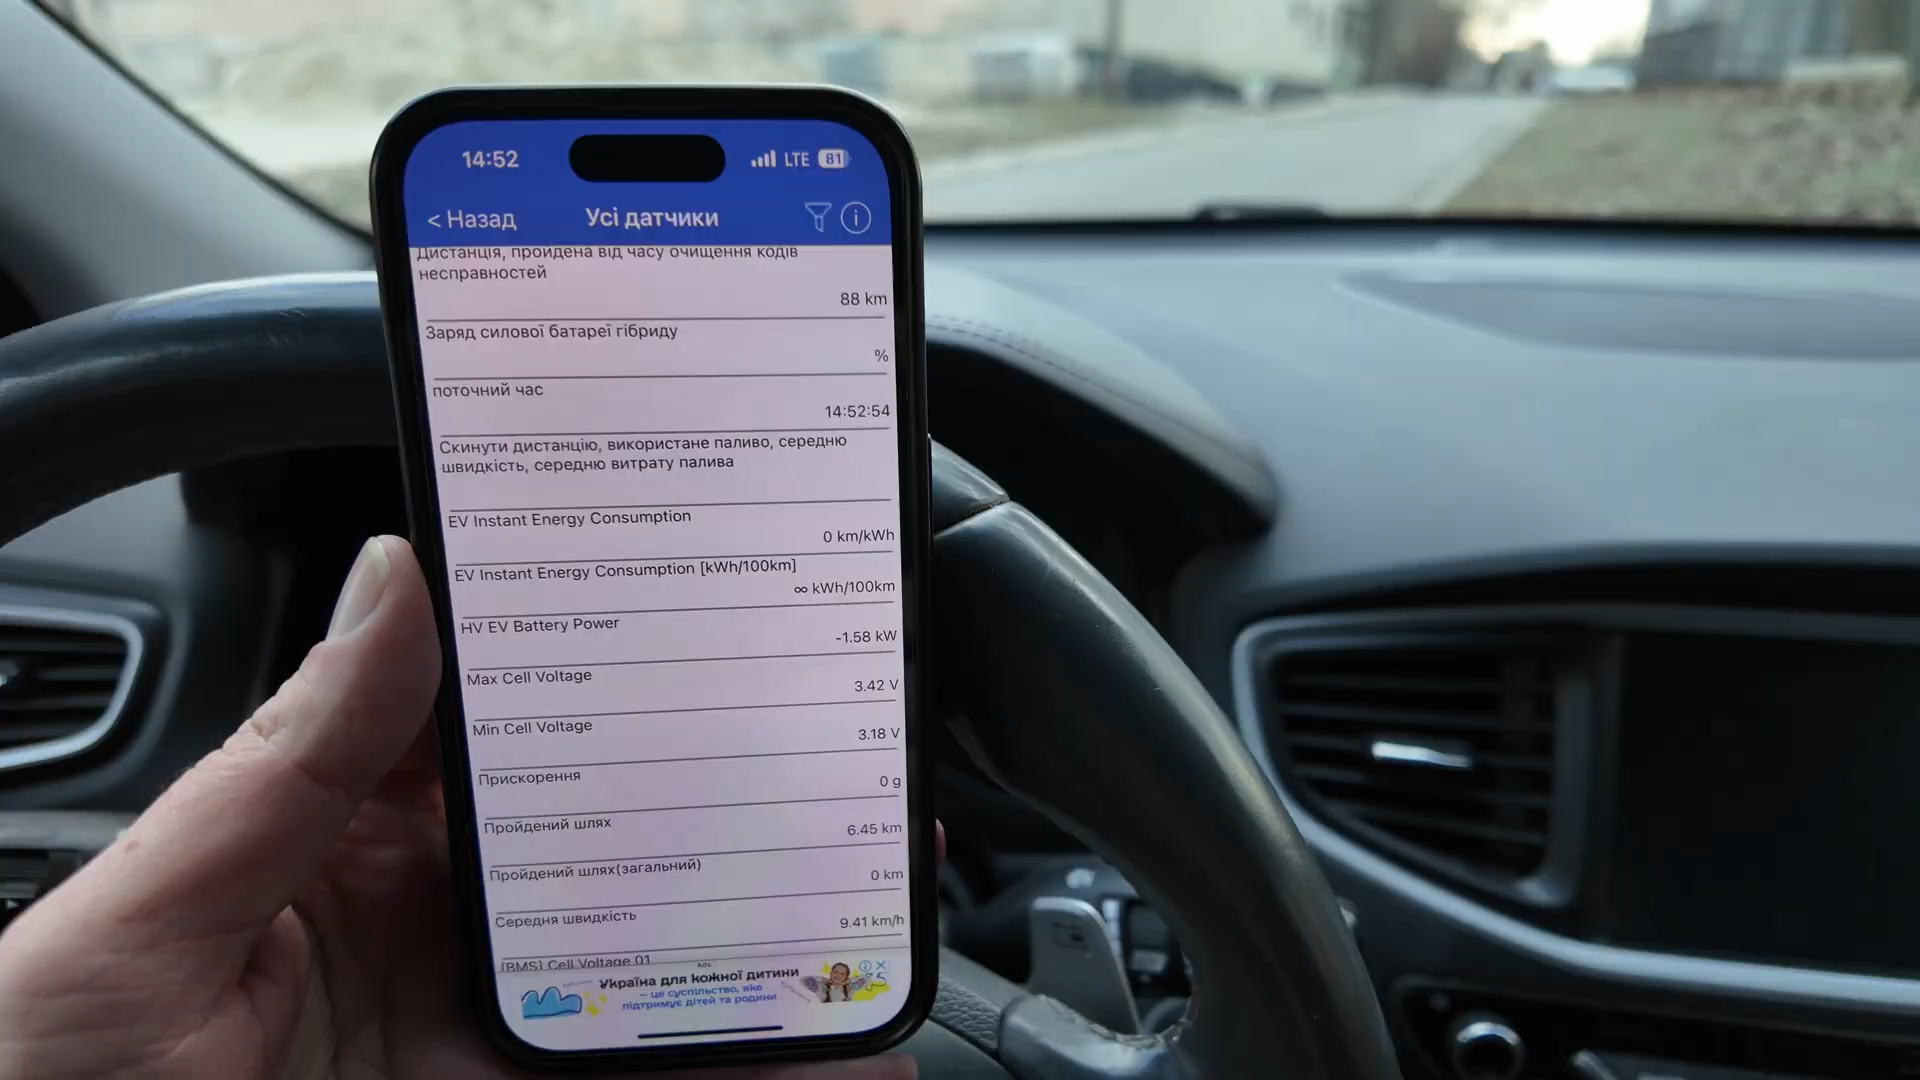 14:52
LTE 81
< Назад
Усі датчики
Дистанція, пройдена від часу очищення кодів
несправностей
88 km
Заряд силової батареї гібриду
%
поточний час
14:52:54
Скинути дистанцію, використане паливо, середню
швидкість, середню витрату палива
EV Instant Energy Consumption
0 km/kWh
EV Instant Energy Consumption [kWh/100km]
∞ kWh/100km
HV EV Battery Power
-1.58 kW
Max Cell Voltage
3.42 V
Min Cell Voltage
3.18 V
Прискорення
0 g
Пройдений шлях
6.45 km
Пройдений шлях(загальний)
0 km
Середня швидкість
9.41 km/h
[BMS] Cell Voltage 01
Ads
Україна для кожної дитини
– це суспільство, яке
підтримує дітей та родини